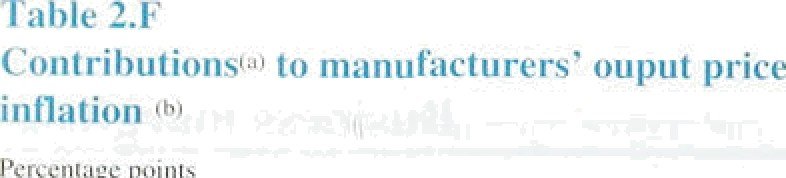 Table 2.F
Contributions(a) to manufacturers' ouput price
inflation (b)
Percentage points